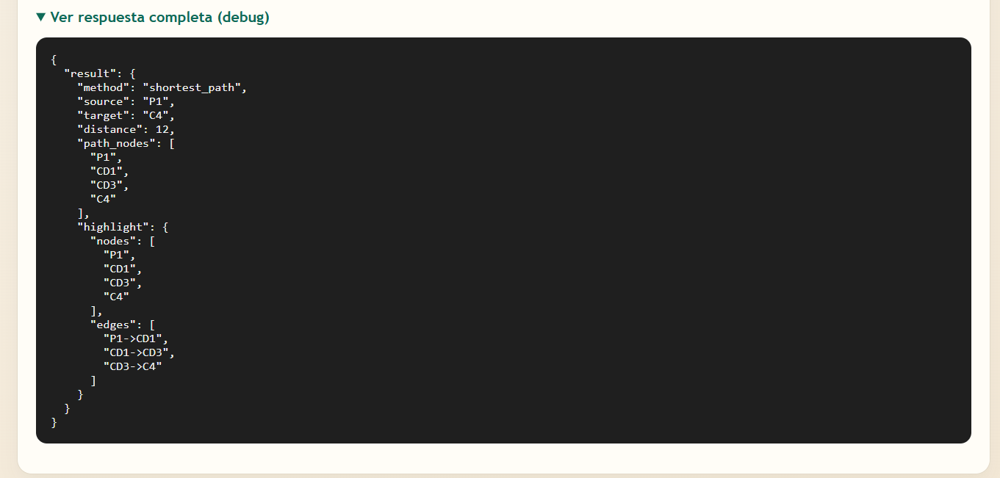 ▼ Ver respuesta completa (debug)
{
  "result": {
    "method": "shortest_path",
    "source": "P1",
    "target": "C4",
    "distance": 12,
    "path_nodes": [
      "P1",
      "CD1",
      "CD3",
      "C4"
    ],
    "highlight": {
      "nodes": [
        "P1",
        "CD1",
        "CD3",
        "C4"
      ],
      "edges": [
        "P1->CD1",
        "CD1->CD3",
        "CD3->C4"
      ]
    }
  }
}